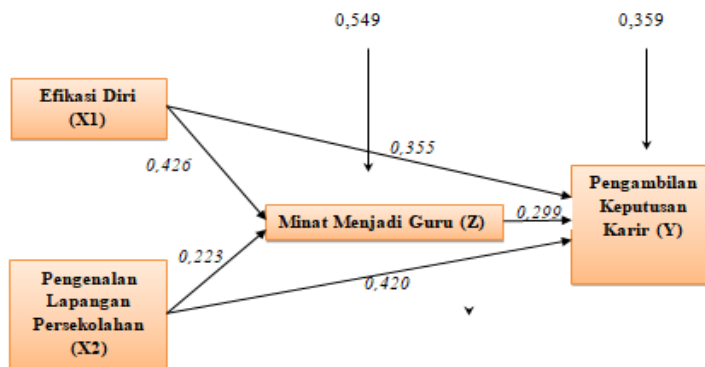 0,549
0,359
Efikasi Diri
(X1)
0,355
0,426
Pengambilan
Keputusan
Karir (Y)
Minat Menjadi Guru (Z)
0,299
0,223
Pengenalan
Lapangan
Persekolahan
(X2)
0,420